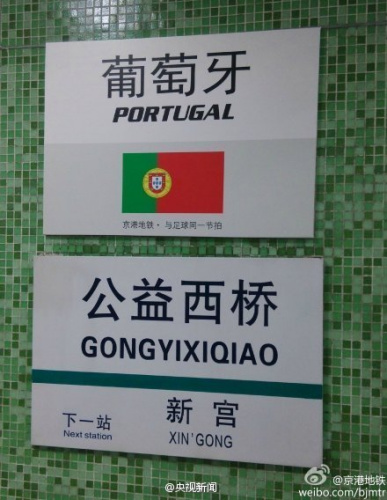 葡萄牙
PORTUGAL
京港地铁·与足球同一节拍
公益西桥
GONGYIXIQIAO
下一站
Next station
新宫
XIN'GONG
@央视新闻
@京港地铁
weibo.com/bjmtr